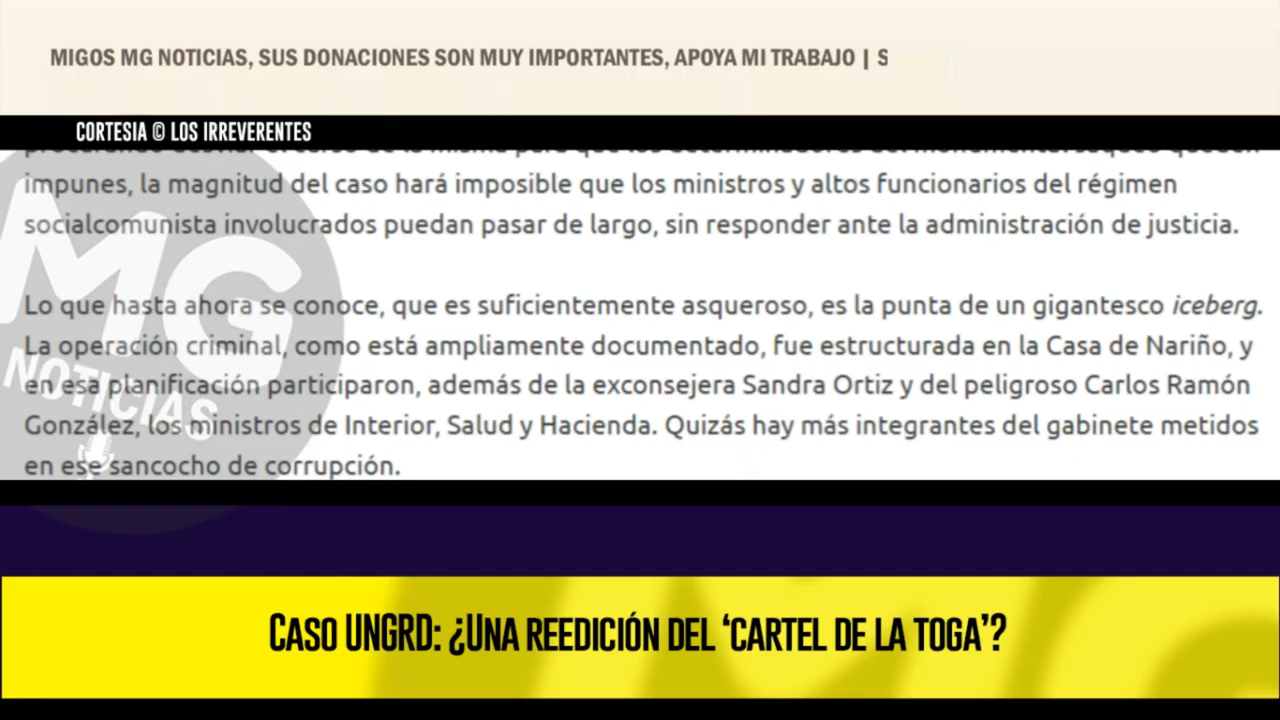 MIGOS MG NOTICIAS, SUS DONACIONES SON MUY IMPORTANTES, APOYA MI TRABAJO | S
CORTESIA © LOS IRREVERENTES
impunes, la magnitud del caso hará imposible que los ministros y altos funcionarios del régimen
socialcomunista involucrados puedan pasar de largo, sin responder ante la administración de justicia.
Lo que hasta ahora se conoce, que es suficientemente asqueroso, es la punta de un gigantesco iceberg.
La operación criminal, como está ampliamente documentado, fue estructurada en la Casa de Nariño, y
en esa planificación participaron, además de la exconsejera Sandra Ortiz y del peligroso Carlos Ramón
González, los ministros de Interior, Salud y Hacienda. Quizás hay más integrantes del gabinete metidos
en ese sancocho de corrupción.
MG
NOTICIAS
CASO UNGRD: ¿UNA REEDICIÓN DEL ‘CARTEL DE LA TOGA’?